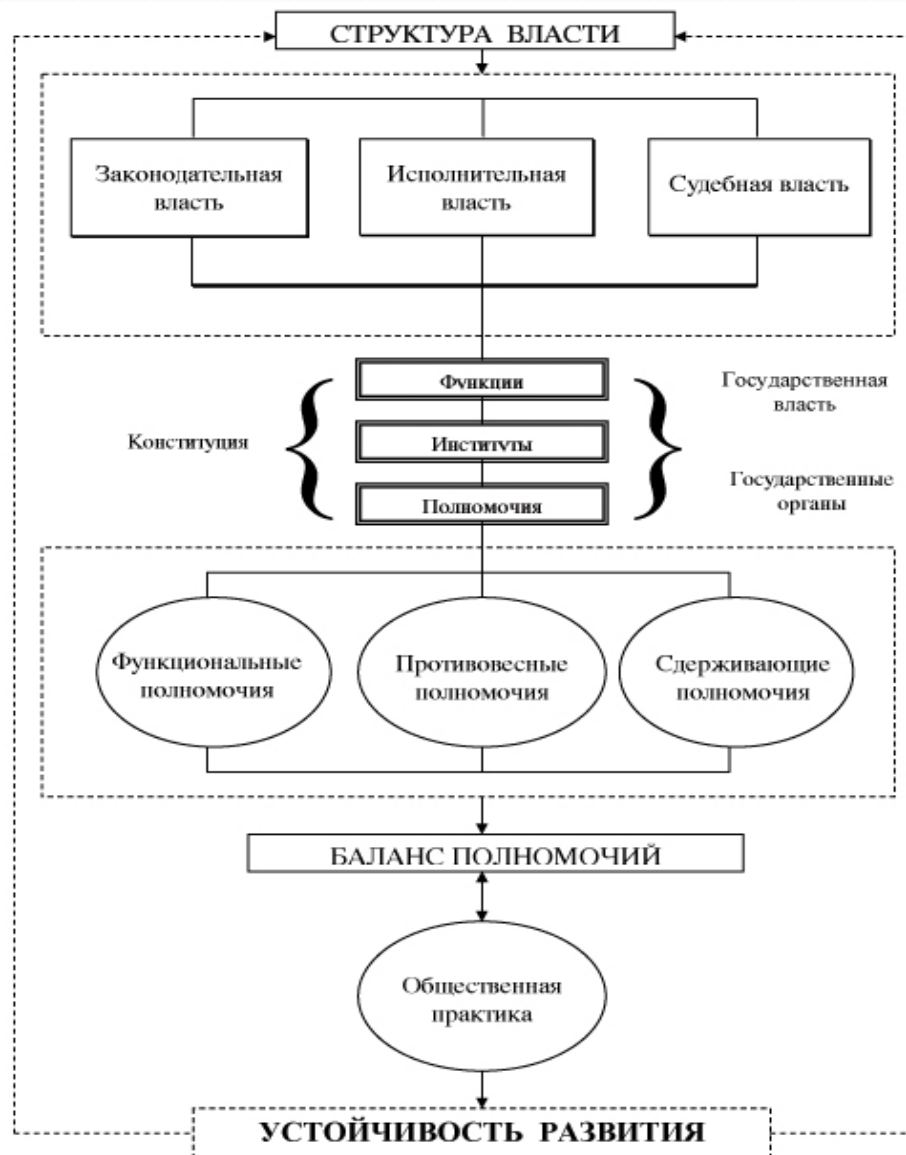 СТРУКТУРА ВЛАСТИ
Законодательная
власть
Исполнительная
власть
Судебная власть
Функции
Институты
Полномочия
Конституция
Государственная
власть
Государственные
органы
Функциональные
полномочия
Противовесные
полномочия
Сдерживающие
полномочия
БАЛАНС ПОЛНОМОЧИЙ
Общественная
практика
УСТОЙЧИВОСТЬ РАЗВИТИЯ